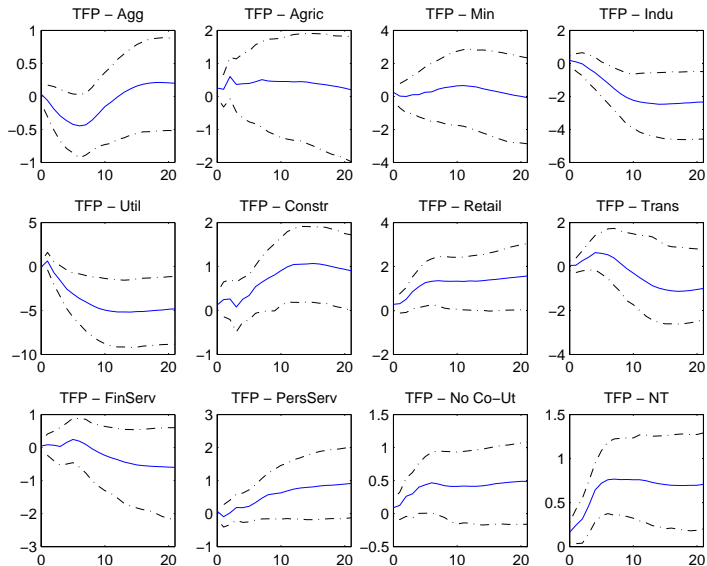 TFP − Agg TFP − Agric TFP − Min TFP − Indu
1 2 4 0.5 1 2 2 0 0 0 0 −2 −0.5 −1 −2 −4 −1 −2 −4 −6
0 10 20 0 10 20 0 10 20 0 10 20
TFP − Util TFP − Constr TFP − Retail TFP − Trans
5 2 4 2 0 1 2 0 −5 0 0 −2 −10 −1 −2 −4
0 10 20 0 10 20 0 10 20 0 10 20
TFP − FinServ TFP − PersServ TFP − No Co−Ut TFP − NT
1 3 1.5 1.5 0 2 1 1 −1 1 0.5 −2 0 0 0.5 −3 −1 −0.5 0
0 10 20 0 10 20 0 10 20 0 10 20